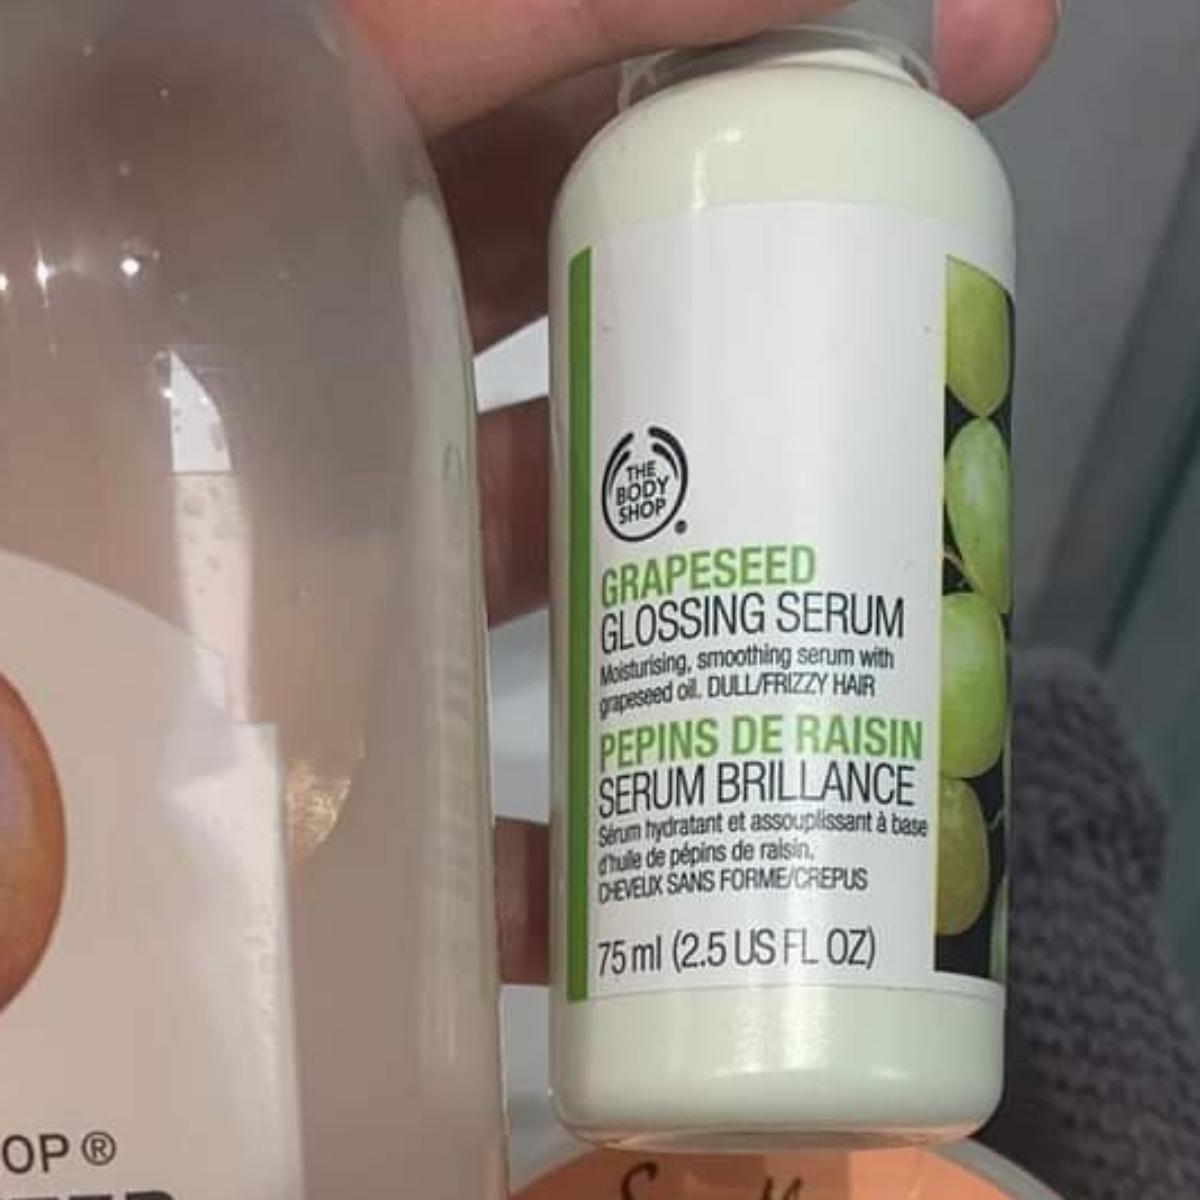 THE
BODY
SHOP
®
GRAPESEED
GLOSSING SERUM
Moisturising, smoothing serum with
grapeseed oil. DULL/FRIZZY HAIR
PEPINS DE RAISIN
SERUM BRILLANCE
Sérum hydratant et assouplissant à base
d'huile de pépins de raisin.
CHEVEUX SANS FORME/CREPUS
75 ml (2.5 US FL OZ)
OP®